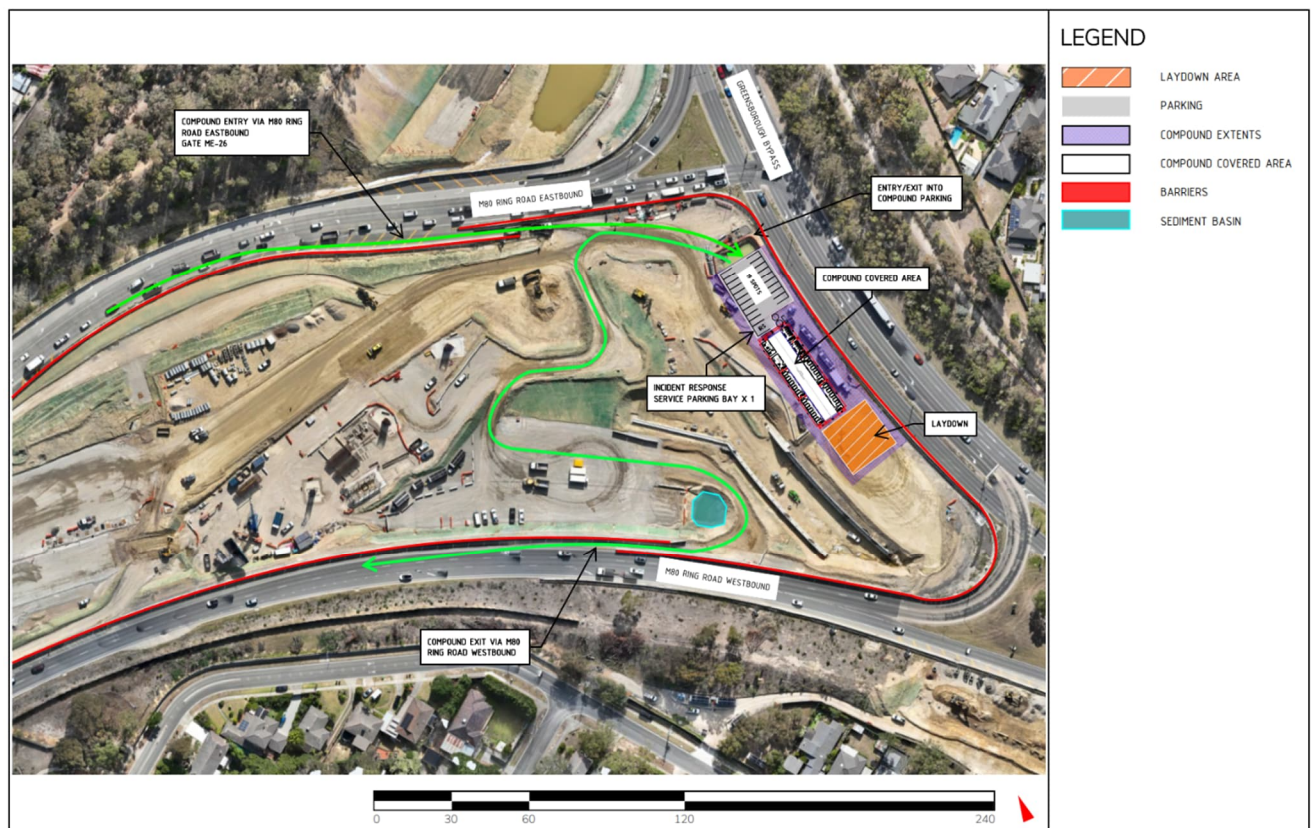 COMPOUND ENTRY VIA M80 RING
ROAD EASTBOUND
GATE ME-26
M80 RING ROAD EASTBOUND
GREENSBOROUGH BYPASS
ENTRY/EXIT INTO
COMPOUND PARKING
COMPOUND COVERED AREA
SPOTS
INCIDENT RESPONSE
SERVICE PARKING BAY X 1
LAYDOWN
M80 RING ROAD WESTBOUND
COMPOUND EXIT VIA M80
RING ROAD WESTBOUND
0 30 60 120 240
LEGEND
LAYDOWN AREA
PARKING
COMPOUND EXTENTS
COMPOUND COVERED AREA
BARRIERS
SEDIMENT BASIN